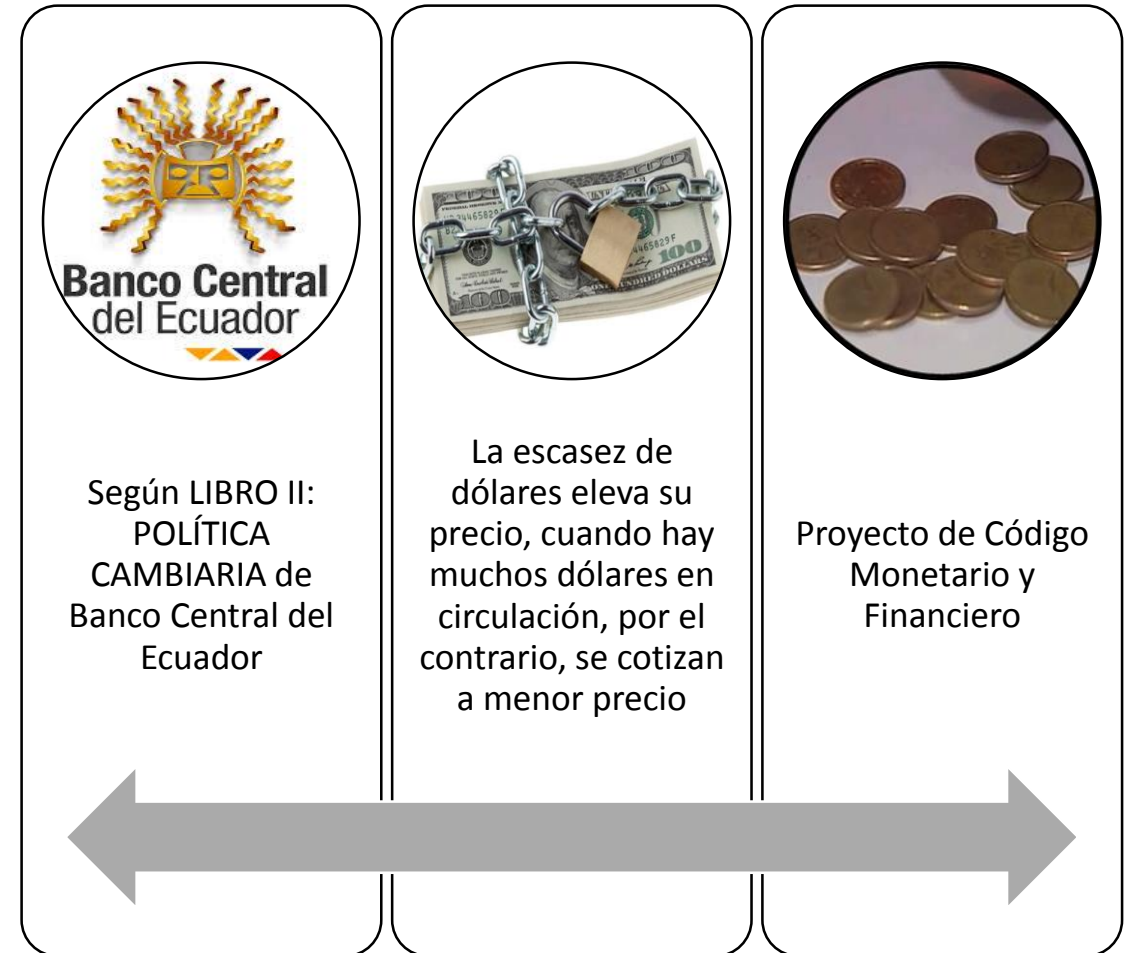 Banco Central
del Ecuador
Según LIBRO II:
POLÍTICA
CAMBIARIA de
Banco Central del
Ecuador
100
La escasez de
dólares eleva su
precio, cuando hay
muchos dólares en
circulación, por el
contrario, se cotizan
a menor precio
Proyecto de Código
Monetario y
Financiero